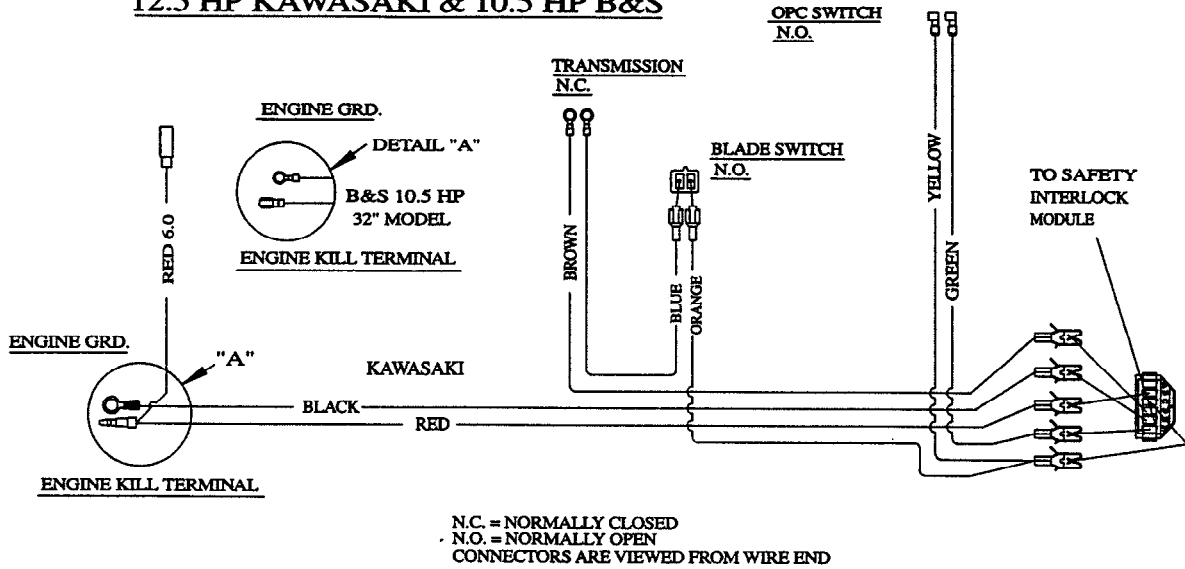 12.5 HP KAWASAKI & 10.5 HP B&S
OPC SWITCH
N.O.
TRANSMISSION
N.C.
ENGINE GRD.
DETAIL "A"
BLADE SWITCH
N.O.
B&S 10.5 HP
32" MODEL
ENGINE KILL TERMINAL
TO SAFETY
INTERLOCK
MODULE
RED 6.0
BROWN
BLUE
ORANGE
YELLOW
GREEN
ENGINE GRD.
"A"
KAWASAKI
BLACK
RED
ENGINE KILL TERMINAL
N.C. = NORMALLY CLOSED
N.O. = NORMALLY OPEN
CONNECTORS ARE VIEWED FROM WIRE END